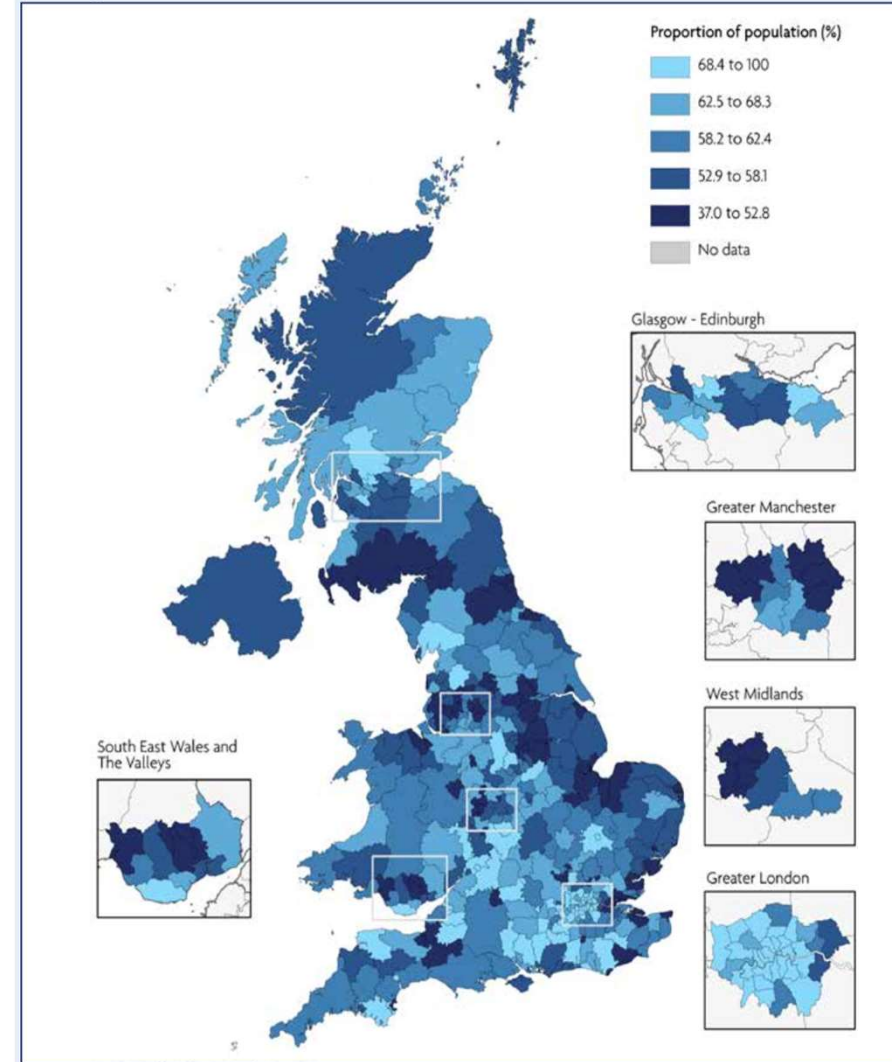 Proportion of population (%)
68.4 to 100
62.5 to 68.3
58.2 to 62.4
52.9 to 58.1
37.0 to 52.8
No data
Glasgow - Edinburgh
Greater Manchester
West Midlands
South East Wales and
The Valleys
Greater London